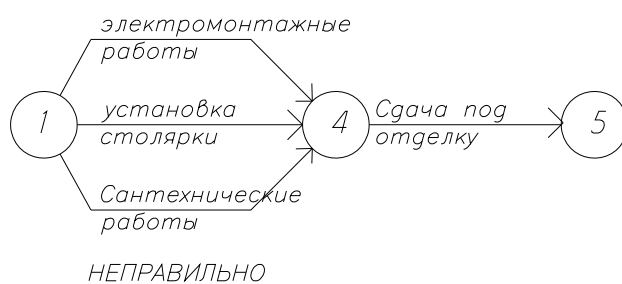 электромонтажные
работы
установка
столярки
1
4
Сдача под
отделку
5
Сантехнические
работы
НЕПРАВИЛЬНО